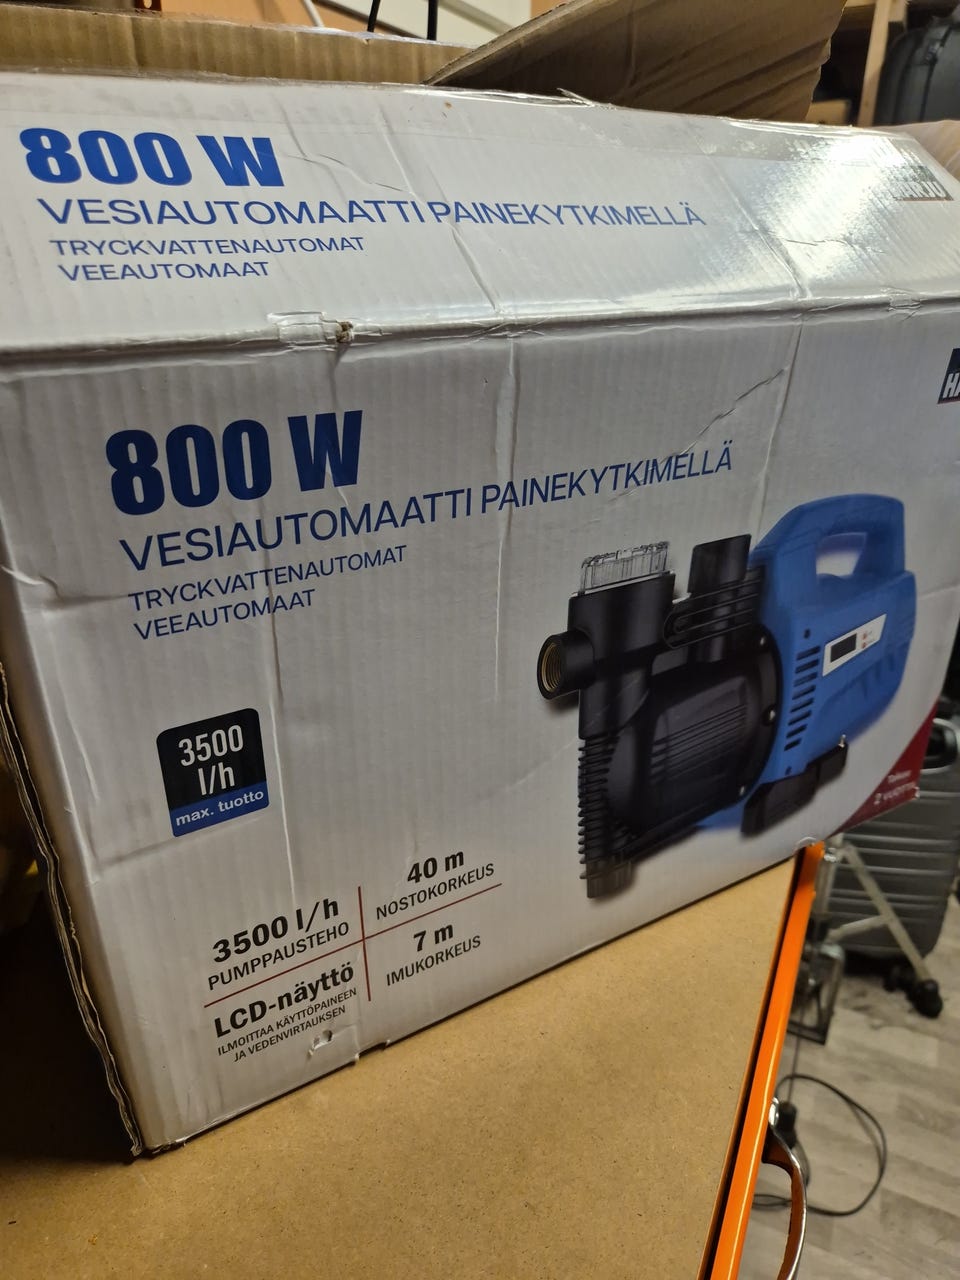 800 W
VESIAUTOMAATTI PAINEKYTKIMELLÄ
TRYCKVATTENAUTOMAT
VEEAUTOMAAT
800 W
VESIAUTOMAATTI PAINEKYTKIMELLÄ
TRYCKVATTENAUTOMAT
VEEAUTOMAAT
3500
l/h
max. tuotto
3500 l/h
PUMPPAUSTEHO
40 m
NOSTOKORKEUS
LCD-näyttö
ILMOITTAA KÄYTTÖPAINEEN
JA VEDENVIRTAUKSEN
7 m
IMUKORKEUS